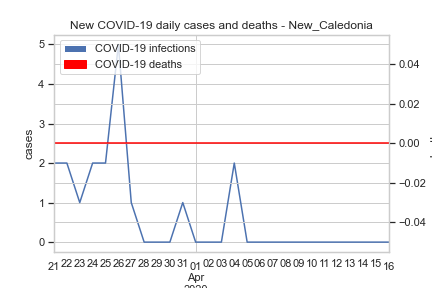 New COVID-19 daily cases and deaths - New_Caledonia
COVID-19 infections
COVID-19 deaths
cases
5
4
3
2
1
0
0.04
0.02
0.00
−0.02
−0.04
21 22 23 24 25 26 27 28 29 30 31 01 02 03 04 05 06 07 08 09 10 11 12 13 14 15 16
Apr
2020